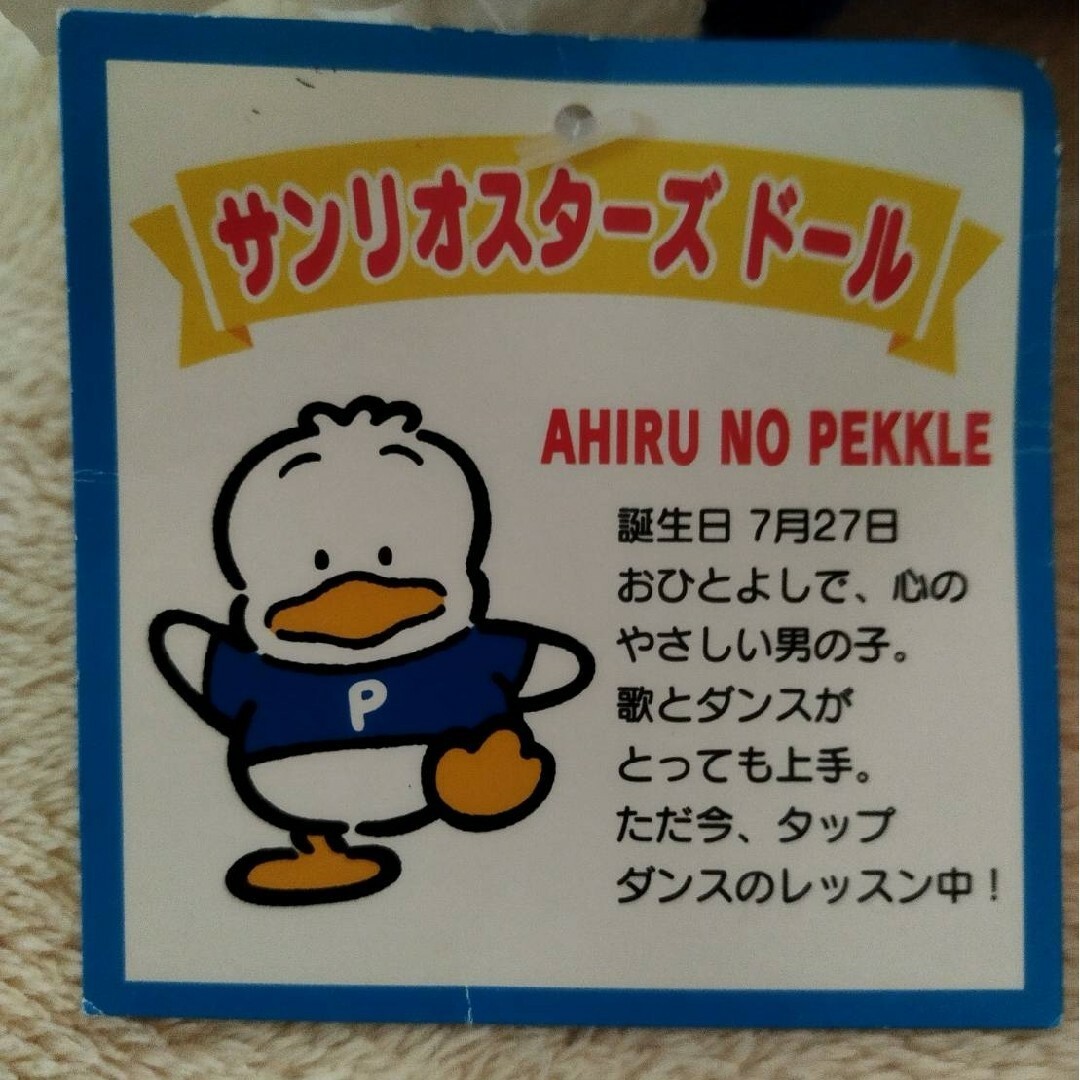 サンリオスターズ ドール
AHIRU NO PEKKLE
誕生日 7月27日
おひとよしで、心の
やさしい男の子。
歌とダンスが
とっても上手。
ただ今、タップ
ダンスのレッスン中！
P